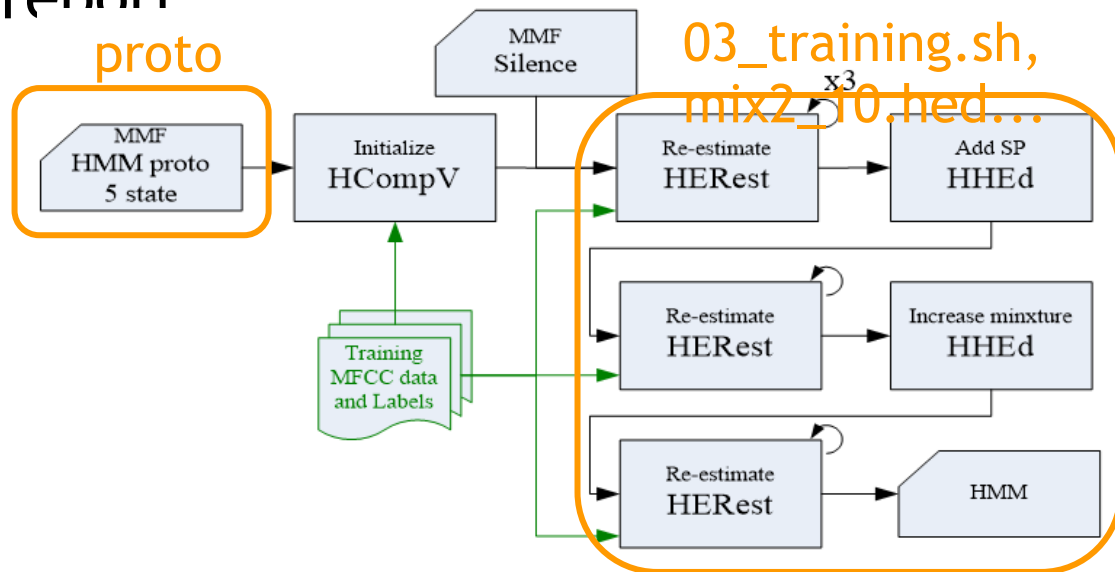 proto
03_training.sh,
mix2_10.hed...
MMF
Silence
x3
MMF
HMM proto
5 state
Initialize
HCompV
Re-estimate
HERest
Add SP
HHEd
Training
MFCC data
and Labels
Re-estimate
HERest
Increase minxture
HHEd
Re-estimate
HERest
HMM